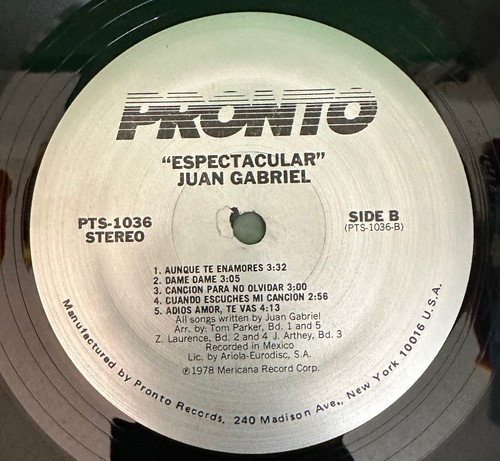 PRONTO
"ESPECTACULAR"
JUAN GABRIEL
PTS-1036
STEREO
SIDE B
(PTS-1036-B)
1. AUNQUE TE ENAMORES 3:32
2. DAME DAME 3:05
3. CANCION PARA NO OLVIDAR 3:00
4. CUANDO ESCUCHES MI CANCION 2:56
5. ADIOS AMOR, TE VAS 4:13
All songs written by Juan Gabriel
Arr. by: Tom Parker, Bd. 1 and 5
Z. Laurence, Bd. 2 and 4 J. Arthey, Bd. 3
Recorded in Mexico
Lic. by Ariola-Eurodisc, S.A.
℗ 1978 Mericana Record Corp.
Manufactured by Pronto Records, 240 Madison Ave., New York 10016 U.S.A.